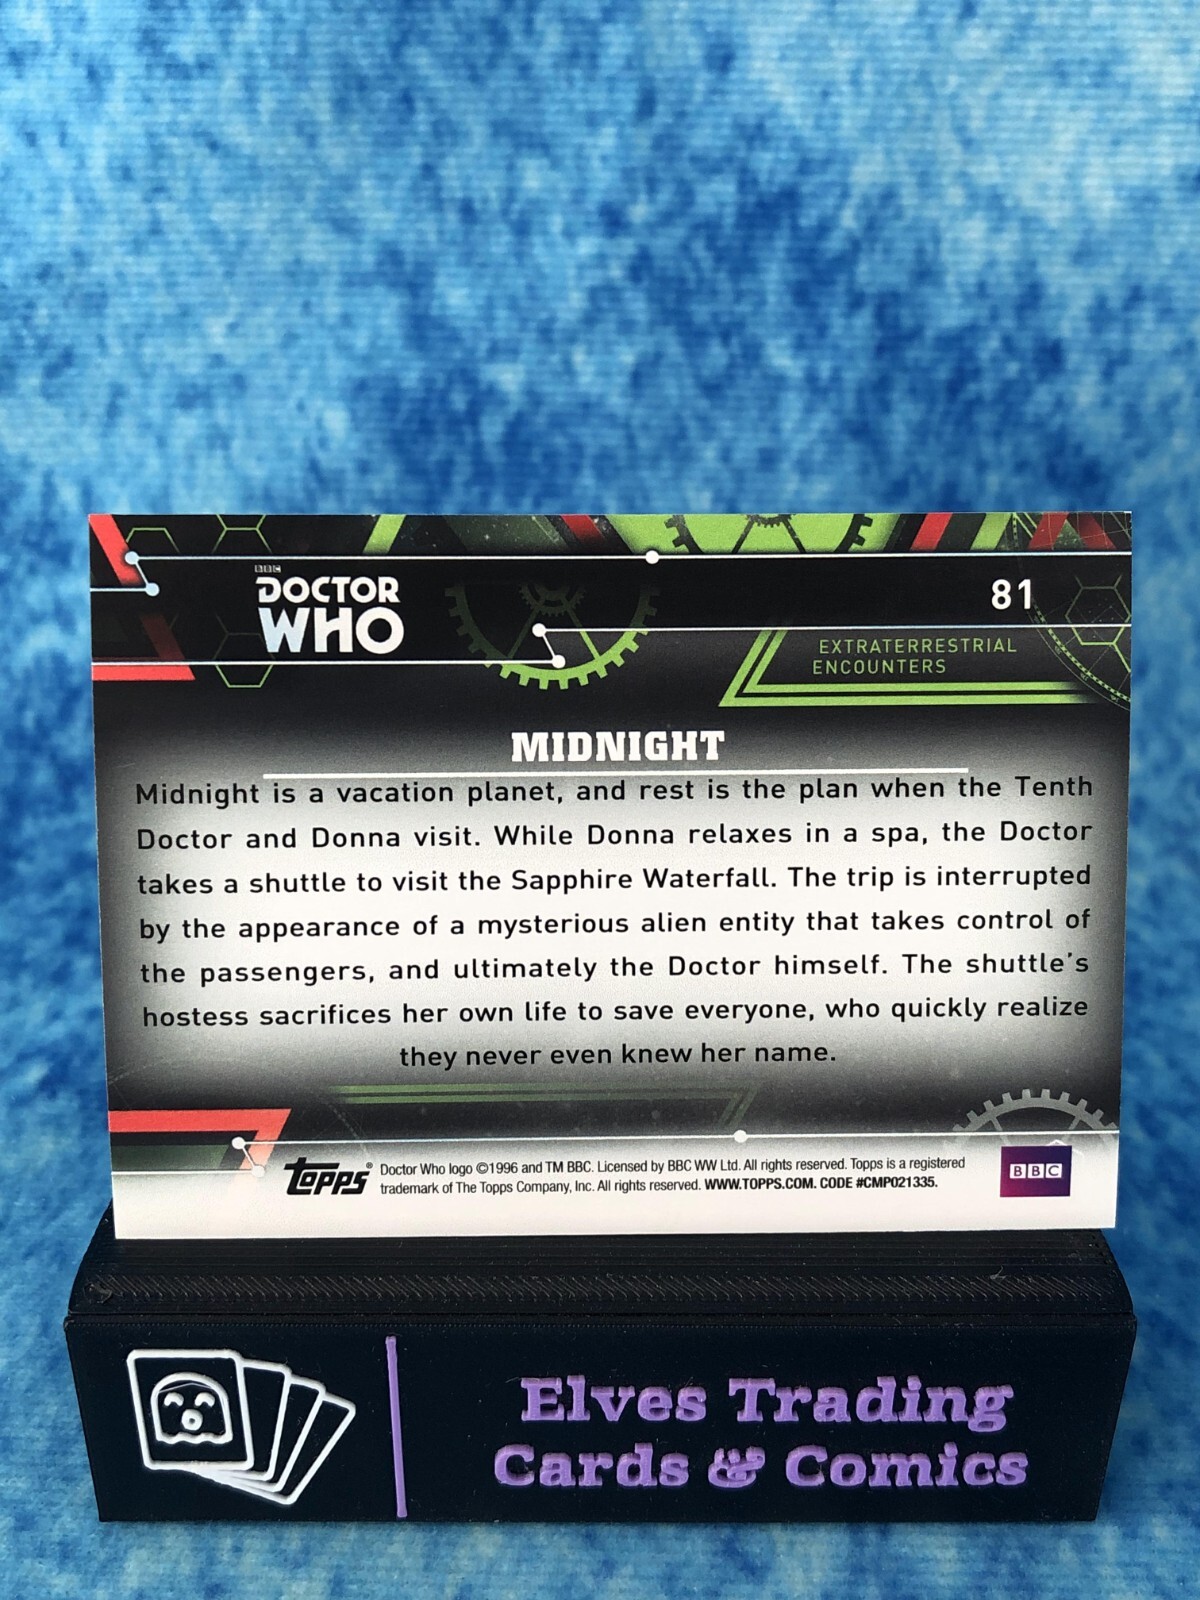 BBC
DOCTOR
WHO
81
EXTRATERRESTRIAL
ENCOUNTERS
MIDNIGHT
Midnight is a vacation planet, and rest is the plan when the Tenth
Doctor and Donna visit. While Donna relaxes in a spa, the Doctor
takes a shuttle to visit the Sapphire Waterfall. The trip is interrupted
by the appearance of a mysterious alien entity that takes control of
the passengers, and ultimately the Doctor himself. The shuttle's
hostess sacrifices her own life to save everyone, who quickly realize
they never even knew her name.
Topps® Doctor Who logo ©1996 and TM BBC. Licensed by BBC WW Ltd. All rights reserved. Topps is a registered
trademark of The Topps Company, Inc. All rights reserved. WWW.TOPPS.COM. CODE #CMP021335.
BBC
Elves Trading
Cards & Comics